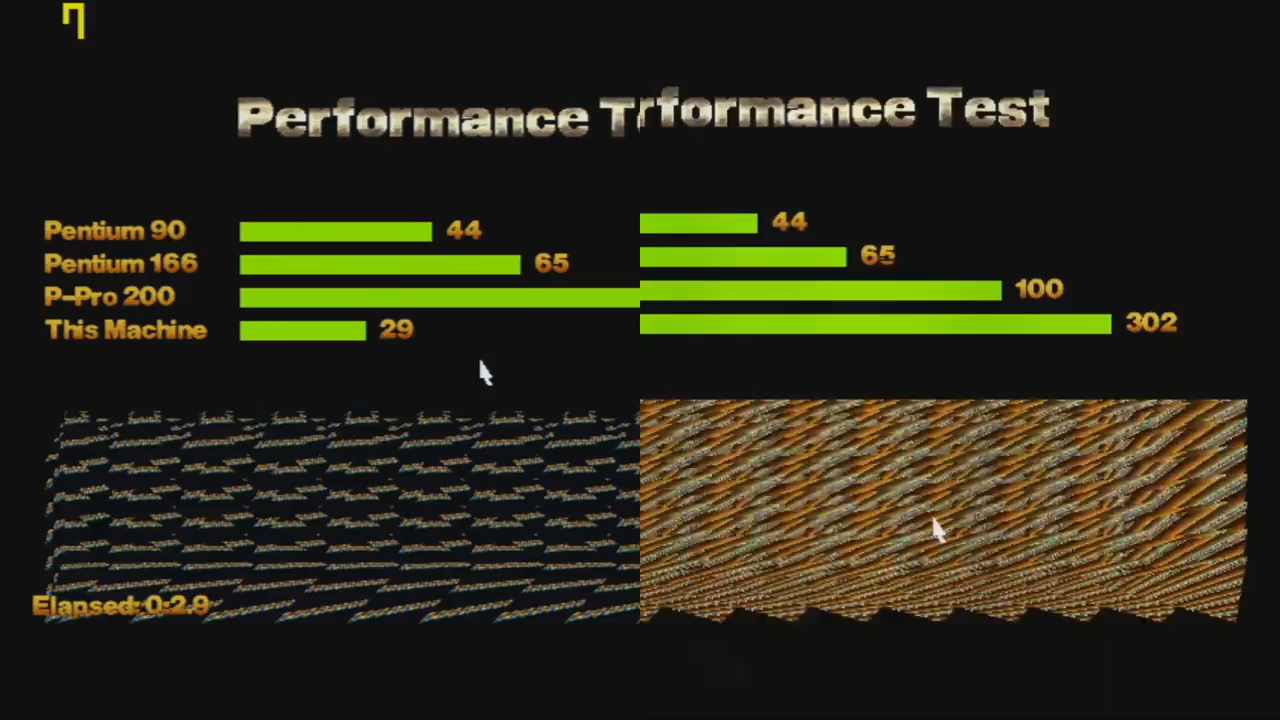 Performance T
rformance Test
Pentium 90 44
44
Pentium 166 65
65
P-Pro 200
100
This Machine 29
302
Elapsed: 0:2.9